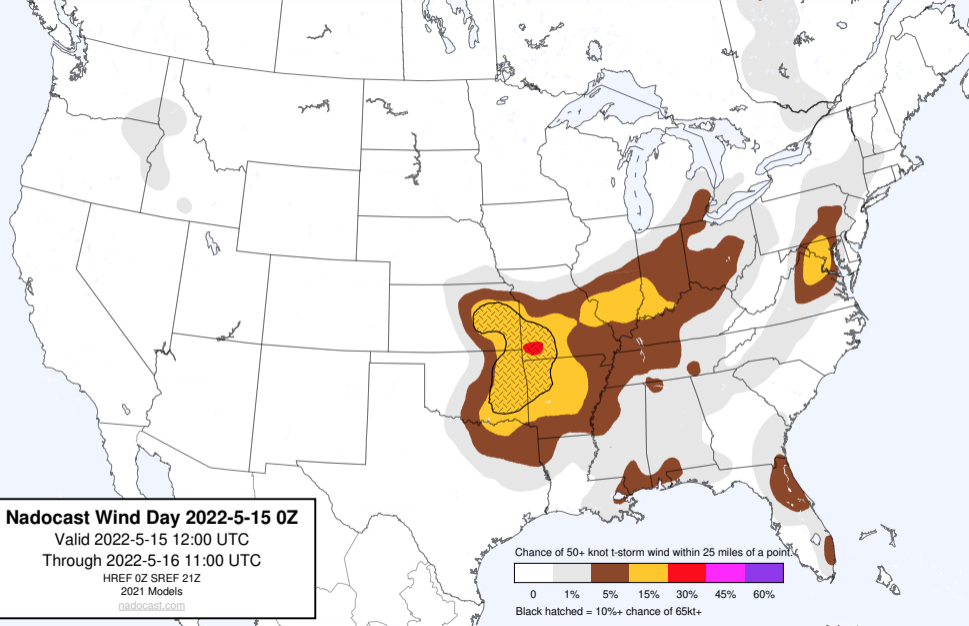 Nadocast Wind Day 2022-5-15 0Z
Valid 2022-5-15 12:00 UTC
Through 2022-5-16 11:00 UTC
HREF 0Z SREF 21Z
2021 Models
nadocast.com
Chance of 50+ knot t-storm wind within 25 miles of a point.
0 1% 5% 15% 30% 45% 60%
Black hatched = 10%+ chance of 65kt+